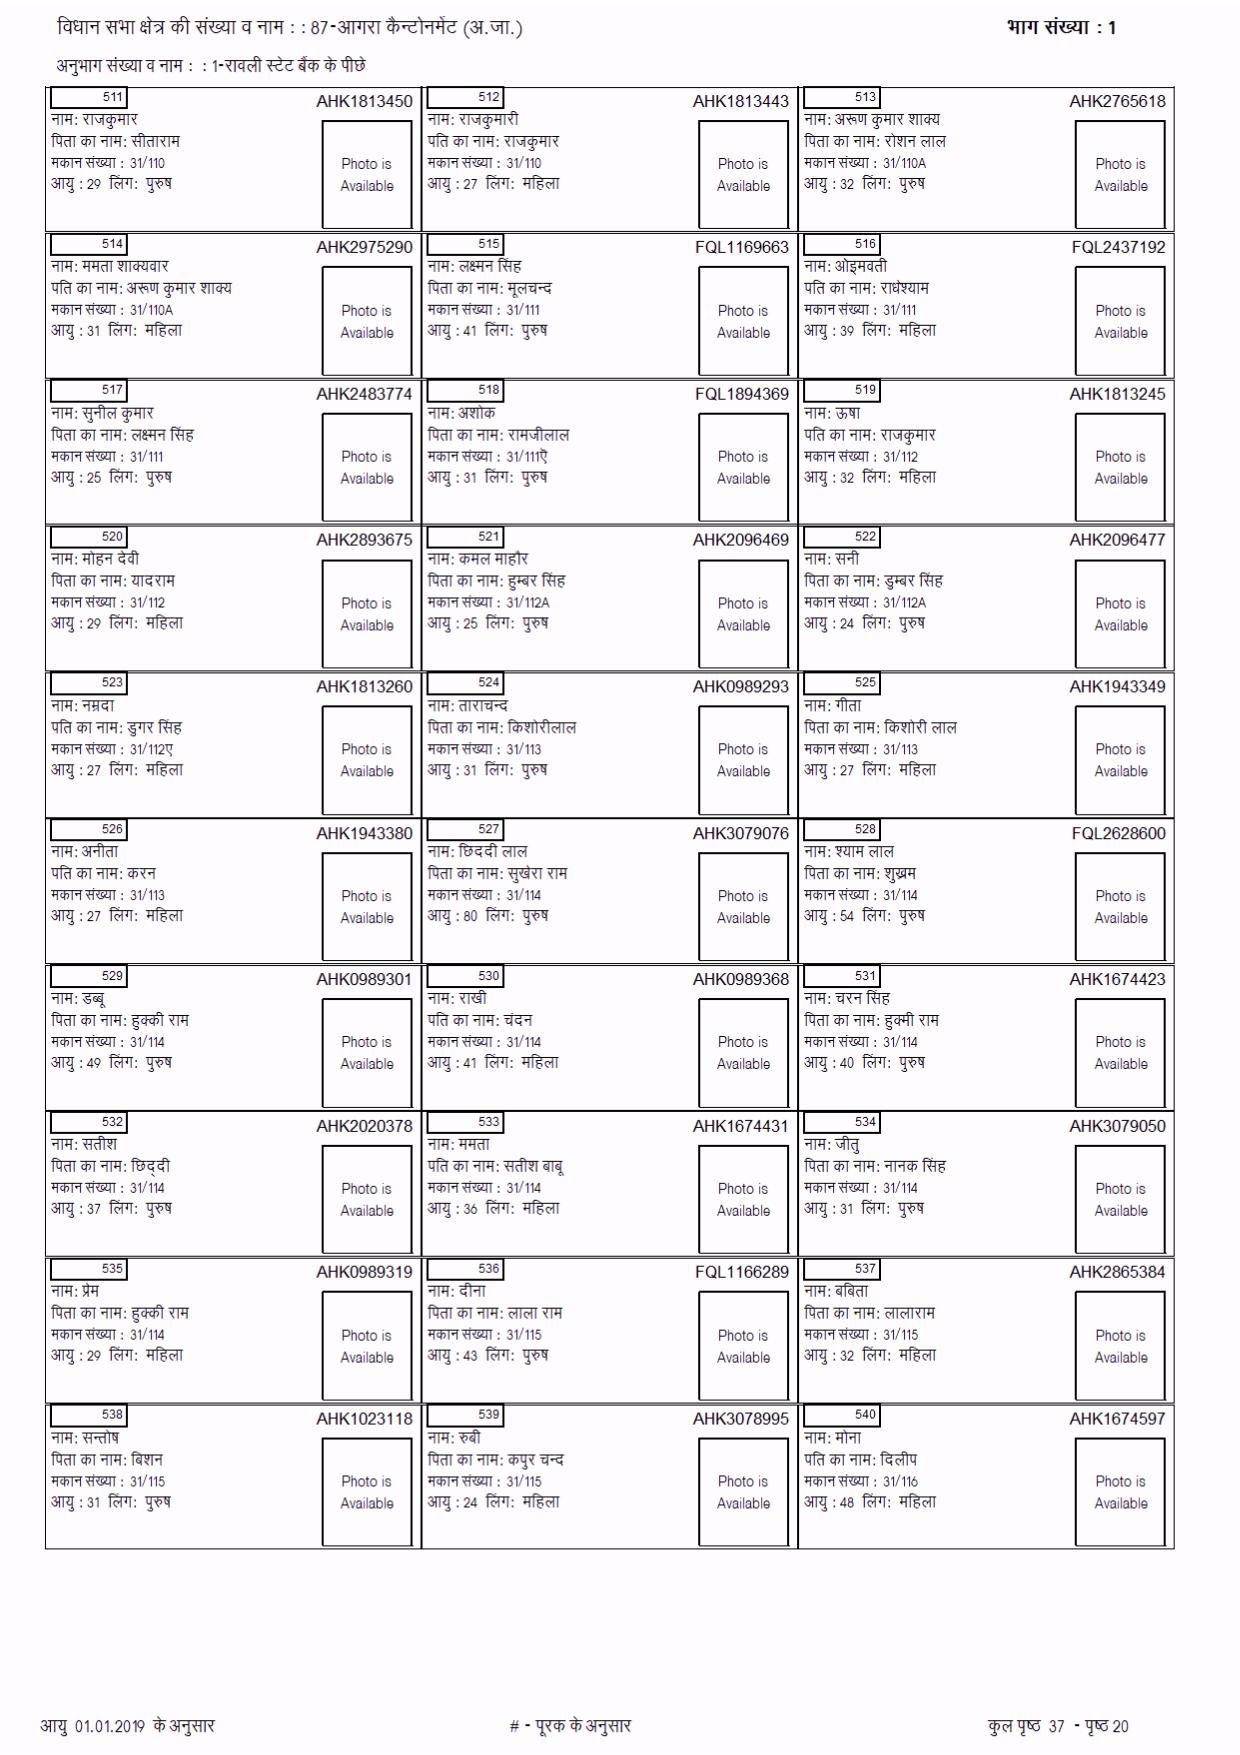 विधान सभा क्षेत्र की संख्या व नाम : : 87-आगरा कैन्टोनमेंट (अ.जा.) भाग संख्या : 1
अनुभाग संख्या व नाम : : 1-रावली स्टेट बैंक के पीछे
511 AHK1813450
नाम: राजकुमार
पिता का नाम: सीताराम
मकान संख्या : 31/110
आयु : 29 लिंग: पुरुष
Photo is
Available
512 AHK1813443
नाम: राजकुमारी
पति का नाम: राजकुमार
मकान संख्या : 31/110
आयु : 27 लिंग: महिला
Photo is
Available
513 AHK2765618
नाम: अरूण कुमार शाक्य
पिता का नाम: रोशन लाल
मकान संख्या : 31/110A
आयु : 32 लिंग: पुरुष
Photo is
Available
514 AHK2975290
नाम: ममता शाक्यवार
पति का नाम: अरूण कुमार शाक्य
मकान संख्या : 31/110A
आयु : 31 लिंग: महिला
Photo is
Available
515 FQL1169663
नाम: लक्ष्मन सिंह
पिता का नाम: मूलचन्द
मकान संख्या : 31/111
आयु : 41 लिंग: पुरुष
Photo is
Available
516 FQL2437192
नाम: ओइमवती
पति का नाम: राधेश्याम
मकान संख्या : 31/111
आयु : 39 लिंग: महिला
Photo is
Available
517 AHK2483774
नाम: सुनील कुमार
पिता का नाम: लक्ष्मन सिंह
मकान संख्या : 31/111
आयु : 25 लिंग: पुरुष
Photo is
Available
518 FQL1894369
नाम: अशोक
पिता का नाम: रामजीलाल
मकान संख्या : 31/111ऐ
आयु : 31 लिंग: पुरुष
Photo is
Available
519 AHK1813245
नाम: ऊषा
पति का नाम: राजकुमार
मकान संख्या : 31/112
आयु : 32 लिंग: महिला
Photo is
Available
520 AHK2893675
नाम: मोहन देवी
पिता का नाम: यादराम
मकान संख्या : 31/112
आयु : 29 लिंग: महिला
Photo is
Available
521 AHK2096469
नाम: कमल माहौर
पिता का नाम: हुम्बर सिंह
मकान संख्या : 31/112A
आयु : 25 लिंग: पुरुष
Photo is
Available
522 AHK2096477
नाम: सनी
पिता का नाम: डुम्बर सिंह
मकान संख्या : 31/112A
आयु : 24 लिंग: पुरुष
Photo is
Available
523 AHK1813260
नाम: नम्रदा
पति का नाम: डुगर सिंह
मकान संख्या : 31/112ए
आयु : 27 लिंग: महिला
Photo is
Available
524 AHK0989293
नाम: ताराचन्द
पिता का नाम: किशोरीलाल
मकान संख्या : 31/113
आयु : 31 लिंग: पुरुष
Photo is
Available
525 AHK1943349
नाम: गीता
पिता का नाम: किशोरी लाल
मकान संख्या : 31/113
आयु : 27 लिंग: महिला
Photo is
Available
526 AHK1943380
नाम: अनीता
पति का नाम: करन
मकान संख्या : 31/113
आयु : 27 लिंग: महिला
Photo is
Available
527 AHK3079076
नाम: छिददी लाल
पिता का नाम: सुखेरा राम
मकान संख्या : 31/114
आयु : 80 लिंग: पुरुष
Photo is
Available
528 FQL2628600
नाम: श्याम लाल
पिता का नाम: शुख्रम
मकान संख्या : 31/114
आयु : 54 लिंग: पुरुष
Photo is
Available
529 AHK0989301
नाम: डब्बू
पिता का नाम: हुक्की राम
मकान संख्या : 31/114
आयु : 49 लिंग: पुरुष
Photo is
Available
530 AHK0989368
नाम: राखी
पति का नाम: चंदन
मकान संख्या : 31/114
आयु : 41 लिंग: महिला
Photo is
Available
531 AHK1674423
नाम: चरन सिंह
पिता का नाम: हुक्मी राम
मकान संख्या : 31/114
आयु : 40 लिंग: पुरुष
Photo is
Available
532 AHK2020378
नाम: सतीश
पिता का नाम: छिद्दी
मकान संख्या : 31/114
आयु : 37 लिंग: पुरुष
Photo is
Available
533 AHK1674431
नाम: ममता
पति का नाम: सतीश बाबू
मकान संख्या : 31/114
आयु : 36 लिंग: महिला
Photo is
Available
534 AHK3079050
नाम: जीतु
पिता का नाम: नानक सिंह
मकान संख्या : 31/114
आयु : 31 लिंग: पुरुष
Photo is
Available
535 AHK0989319
नाम: प्रेम
पिता का नाम: हुक्की राम
मकान संख्या : 31/114
आयु : 29 लिंग: महिला
Photo is
Available
536 FQL1166289
नाम: दीना
पिता का नाम: लाला राम
मकान संख्या : 31/115
आयु : 43 लिंग: पुरुष
Photo is
Available
537 AHK2865384
नाम: बबिता
पिता का नाम: लालाराम
मकान संख्या : 31/115
आयु : 32 लिंग: महिला
Photo is
Available
538 AHK1023118
नाम: सन्तोष
पिता का नाम: बिशन
मकान संख्या : 31/115
आयु : 31 लिंग: पुरुष
Photo is
Available
539 AHK3078995
नाम: रुबी
पिता का नाम: कपुर चन्द
मकान संख्या : 31/115
आयु : 24 लिंग: महिला
Photo is
Available
540 AHK1674597
नाम: मोना
पति का नाम: दिलीप
मकान संख्या : 31/116
आयु : 48 लिंग: महिला
Photo is
Available
आयु 01.01.2019 के अनुसार # - पूरक के अनुसार कुल पृष्ठ 37 - पृष्ठ 20